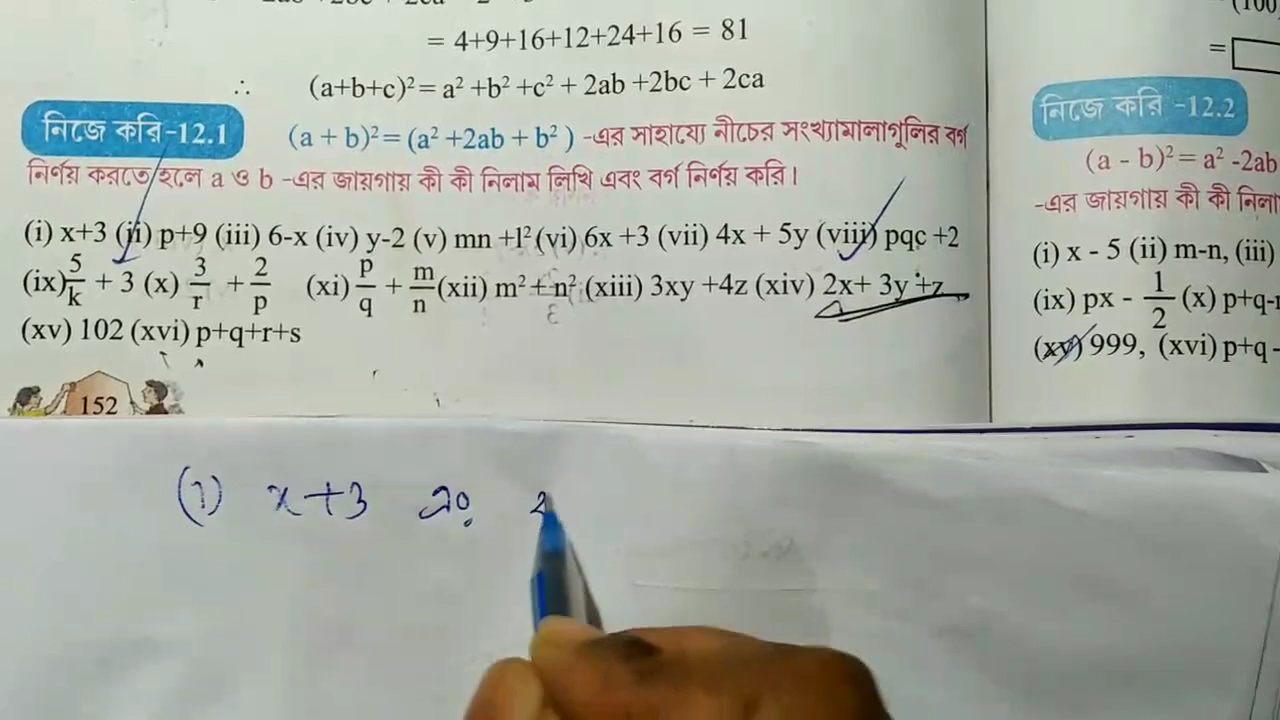 = 4+9+16+12+24+16 = 81
∴ (a+b+c)² = a² +b² +c² + 2ab +2bc + 2ca
নিজে করি-12.1 (a + b)² = (a² +2ab + b² ) -এর সাহায্যে নীচের সংখ্যামালাগুলির বর্গ
নির্ণয় করতে হলে a ও b -এর জায়গায় কী কী নিলাম লিখি এবং বর্গ নির্ণয় করি।
(i) x+3 (ii) p+9 (iii) 6-x (iv) y-2 (v) mn +l² (vi) 6x +3 (vii) 4x + 5y (viii) pqc +2
(ix) 5/k + 3 (x) 3/r + 2/p (xi) p/q + m/n (xii) m² + n² (xiii) 3xy +4z (xiv) 2x+ 3y +z
(xv) 102 (xvi) p+q+r+s
152
(100
=
নিজে করি -12.2
(a - b)² = a² -2ab
-এর জায়গায় কী কী
(i) x - 5 (ii) m-n, (iii)
(ix) px - 1/2 (x) p+q-
(xv) 999, (xvi) p+q -
(i) x+3